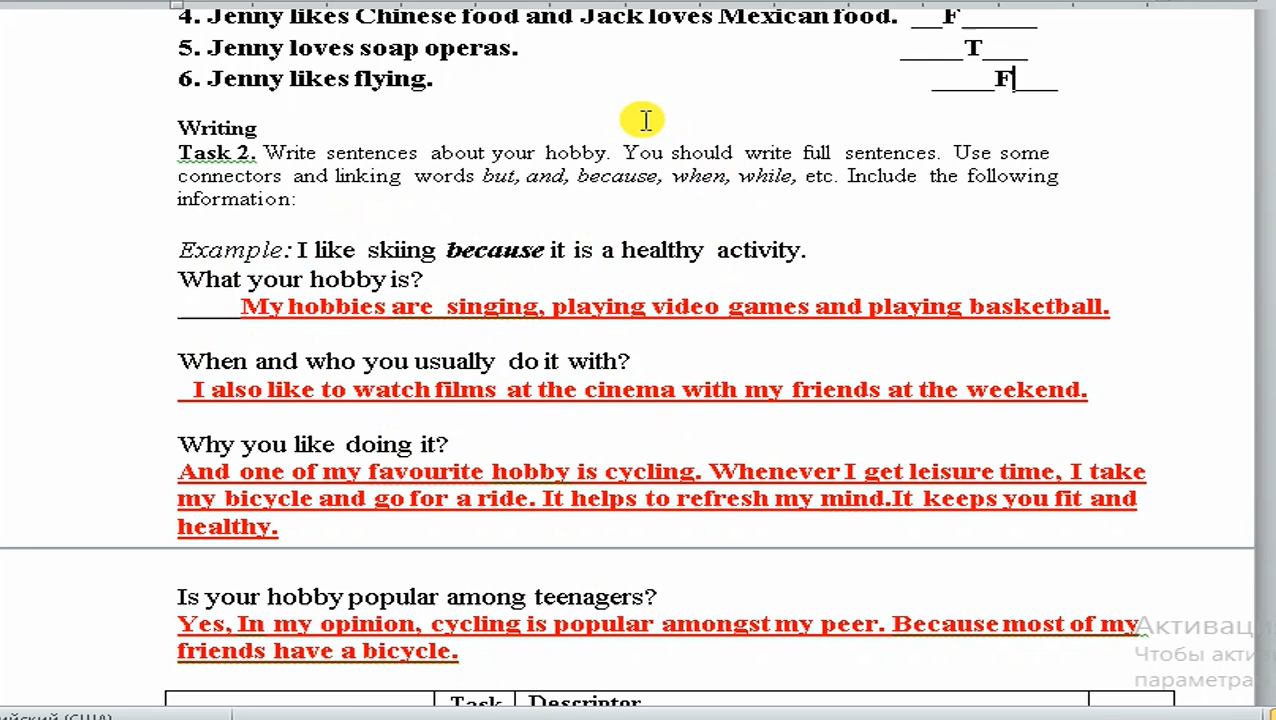 4. Jenny likes Chinese food and Jack loves Mexican food. __F______
5. Jenny loves soap operas. _____T____
6. Jenny likes flying. _____F____
Writing
Task 2. Write sentences about your hobby. You should write full sentences. Use some
connectors and linking words but, and, because, when, while, etc. Include the following
information:
Example: I like skiing because it is a healthy activity.
What your hobby is?
_____My hobbies are singing, playing video games and playing basketball.
When and who you usually do it with?
_I also like to watch films at the cinema with my friends at the weekend.
Why you like doing it?
And one of my favourite hobby is cycling. Whenever I get leisure time, I take
my bicycle and go for a ride. It helps to refresh my mind.It keeps you fit and
healthy.
Is your hobby popular among teenagers?
Yes, In my opinion, cycling is popular amongst my peer. Because most of my
friends have a bicycle.
Активаци
Чтобы акти
параметра
Task Descriptor